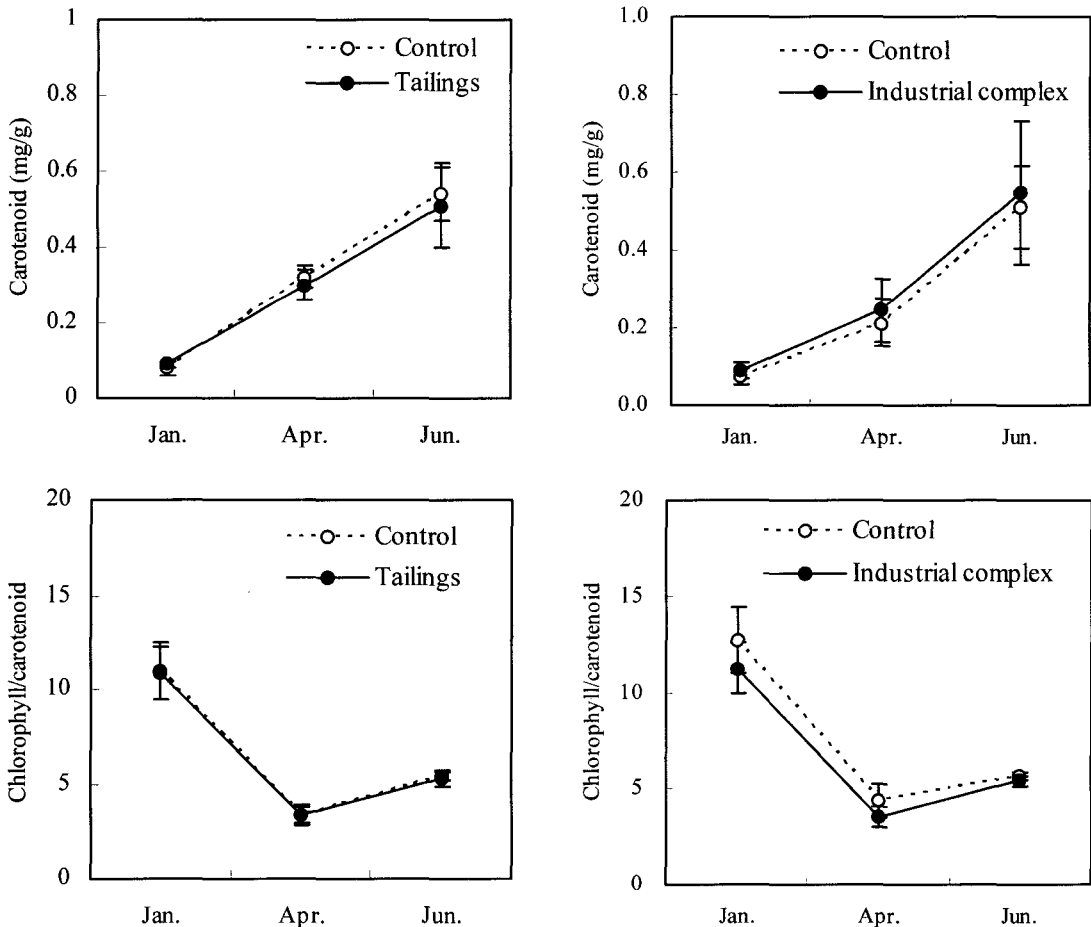 Carotenoid (mg/g)
1
0.8
0.6
0.4
0.2
0
Control
Tailings
Jan.
Apr.
Jun.
Carotenoid (mg/g)
1.0
0.8
0.6
0.4
0.2
0.0
Control
Industrial complex
Jan.
Apr.
Jun.
Chlorophyll/carotenoid
20
15
10
5
0
Control
Tailings
Jan.
Apr.
Jun.
Chlorophyll/carotenoid
20
15
10
5
0
Control
Industrial complex
Jan.
Apr.
Jun.